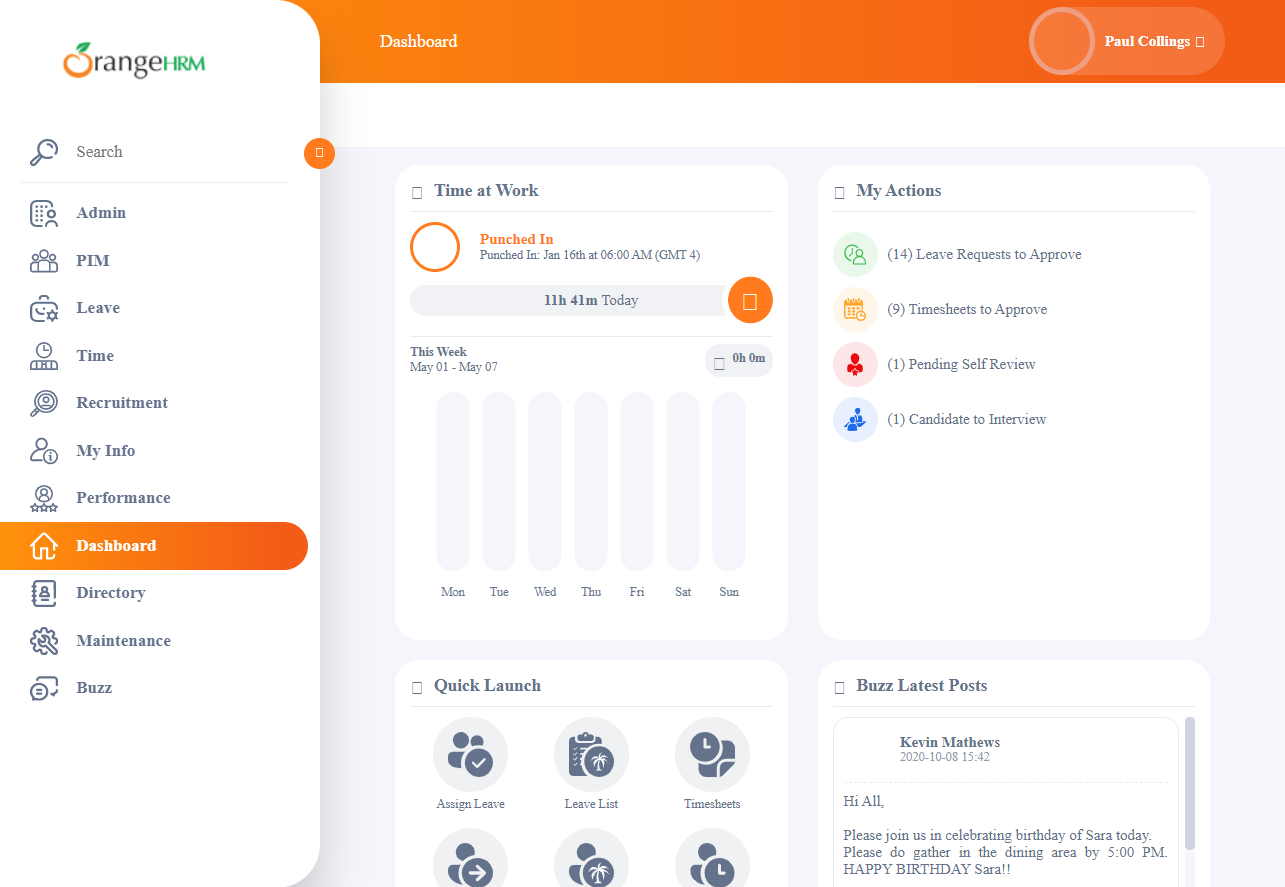 OrangeHRM
Dashboard
Paul Collings
Search
Admin
PIM
Leave
Time
Recruitment
My Info
Performance
Dashboard
Directory
Maintenance
Buzz
Time at Work
Punched In
Punched In: Jan 16th at 06:00 AM (GMT 4)
11h 41m Today
This Week
May 01 - May 07
0h 0m
Mon Tue Wed Thu Fri Sat Sun
My Actions
(14) Leave Requests to Approve
(9) Timesheets to Approve
(1) Pending Self Review
(1) Candidate to Interview
Quick Launch
Assign Leave
Leave List
Timesheets
Buzz Latest Posts
Kevin Mathews
2020-10-08 15:42
Hi All,
Please join us in celebrating birthday of Sara today.
Please do gather in the dining area by 5:00 PM.
HAPPY BIRTHDAY Sara!!